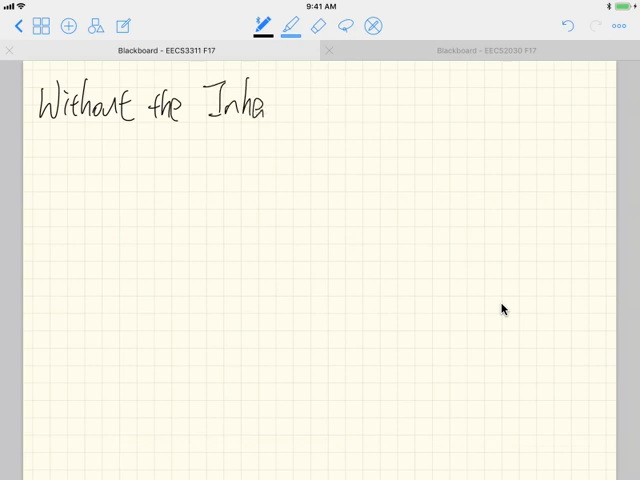 9:41 AM
Blackboard - EECS3311 F17
Blackboard - EECS2030 F17
Without the Inhe